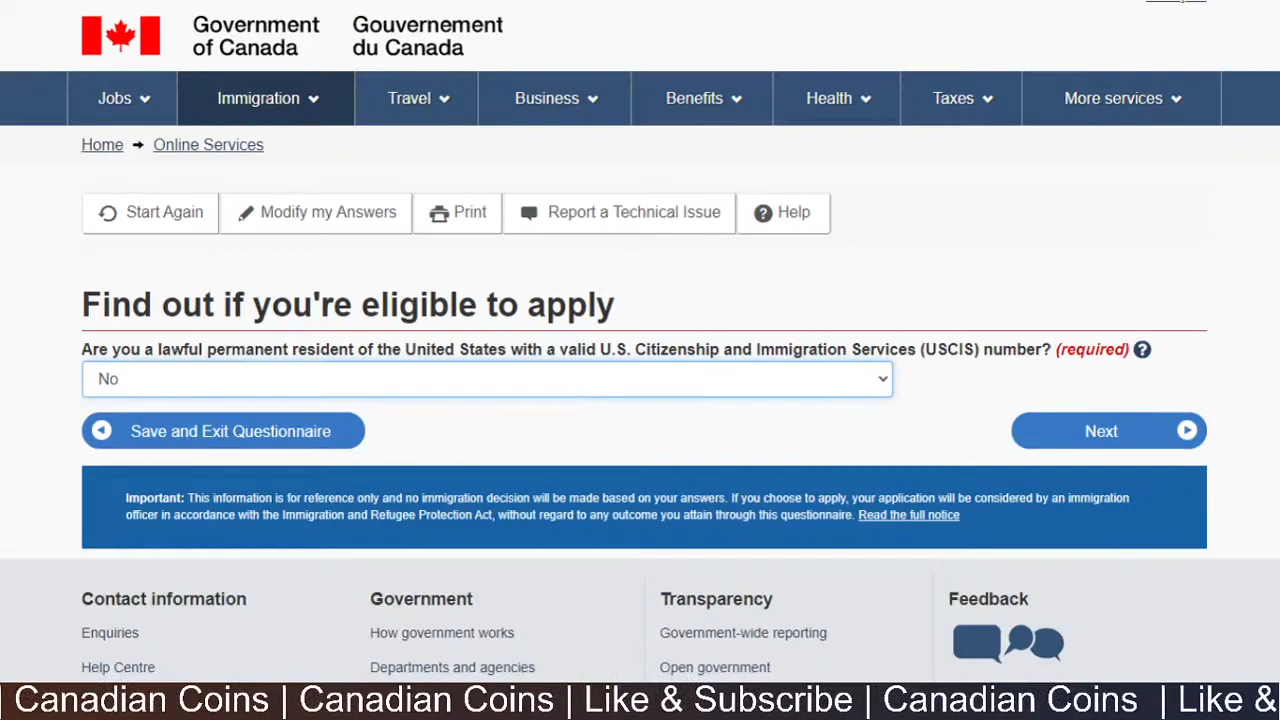 Government of Canada
Gouvernement du Canada
Jobs
Immigration
Travel
Business
Benefits
Health
Taxes
More services
Home
Online Services
Start Again
Modify my Answers
Print
Report a Technical Issue
Help
Find out if you're eligible to apply
Are you a lawful permanent resident of the United States with a valid U.S. Citizenship and Immigration Services (USCIS) number? (required) ?
No
Save and Exit Questionnaire
Next
Important: This information is for reference only and no immigration decision will be made based on your answers. If you choose to apply, your application will be considered by an immigration
officer in accordance with the Immigration and Refugee Protection Act, without regard to any outcome you attain through this questionnaire. Read the full notice
Contact information
Enquiries
Help Centre
Government
How government works
Departments and agencies
Transparency
Government-wide reporting
Open government
Feedback
Canadian Coins | Canadian Coins | Like & Subscribe | Canadian Coins | Like &